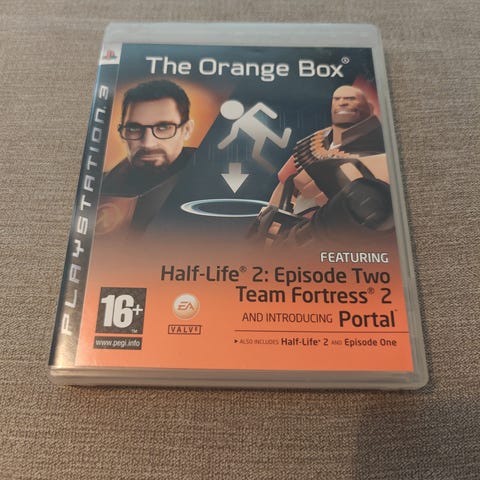 The Orange Box®
PLAYSTATION 3
FEATURING
Half-Life® 2: Episode Two
Team Fortress® 2
AND INTRODUCING Portal™
▸ ALSO INCLUDES Half-Life® 2 AND Episode One
16+
™
www.pegi.info
EA
VALVE